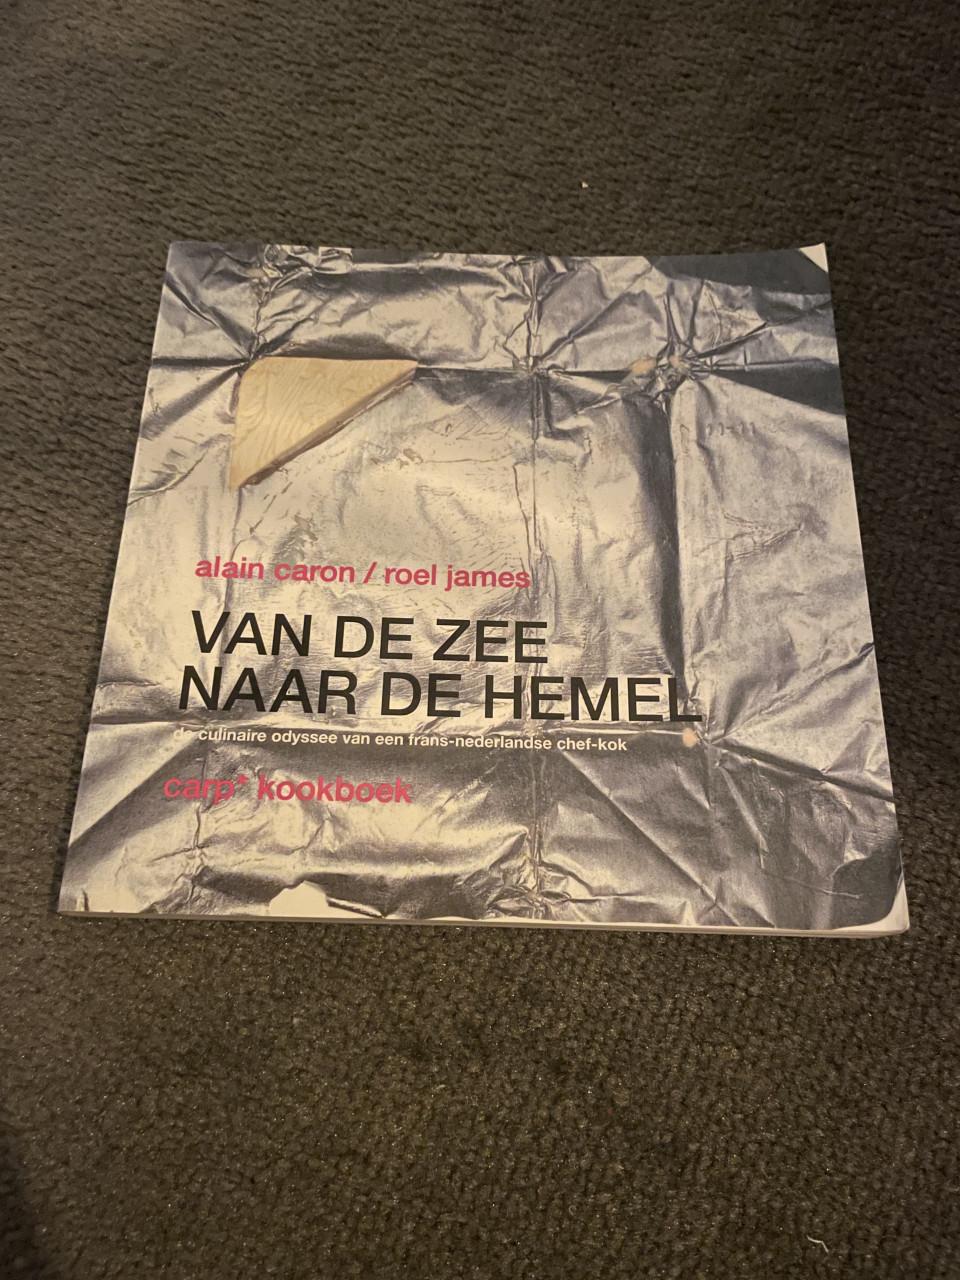 alain caron / roel james
VAN DE ZEE
NAAR DE HEMEL
de culinaire odyssee van een frans-nederlandse chef-kok
carp* kookboek